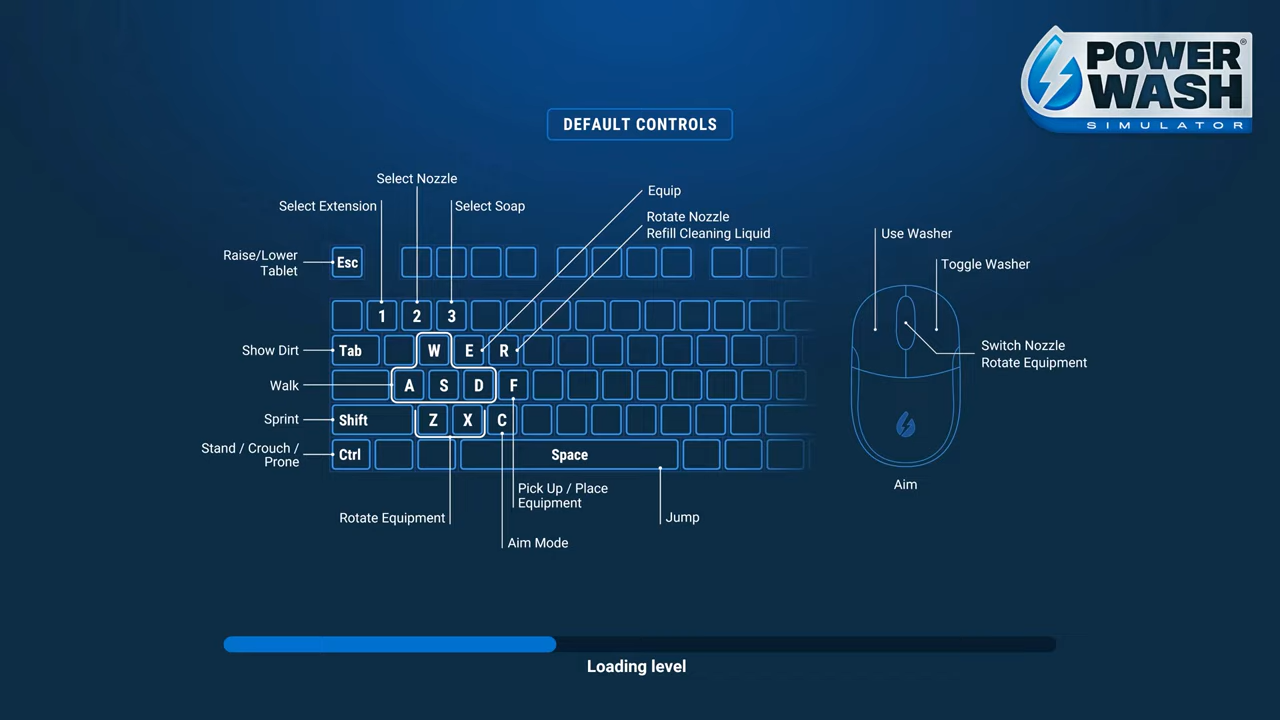 POWER®
WASH
SIMULATOR
DEFAULT CONTROLS
Select Nozzle
Select Extension
Select Soap
Equip
Rotate Nozzle
Refill Cleaning Liquid
Raise/Lower
Tablet
Esc
1 2 3
Show Dirt
Tab W E R
Walk
A S D F
Sprint
Shift Z X C
Stand / Crouch /
Prone
Ctrl Space
Rotate Equipment
Pick Up / Place
Equipment
Aim Mode
Jump
Use Washer
Toggle Washer
Switch Nozzle
Rotate Equipment
Aim
Loading level